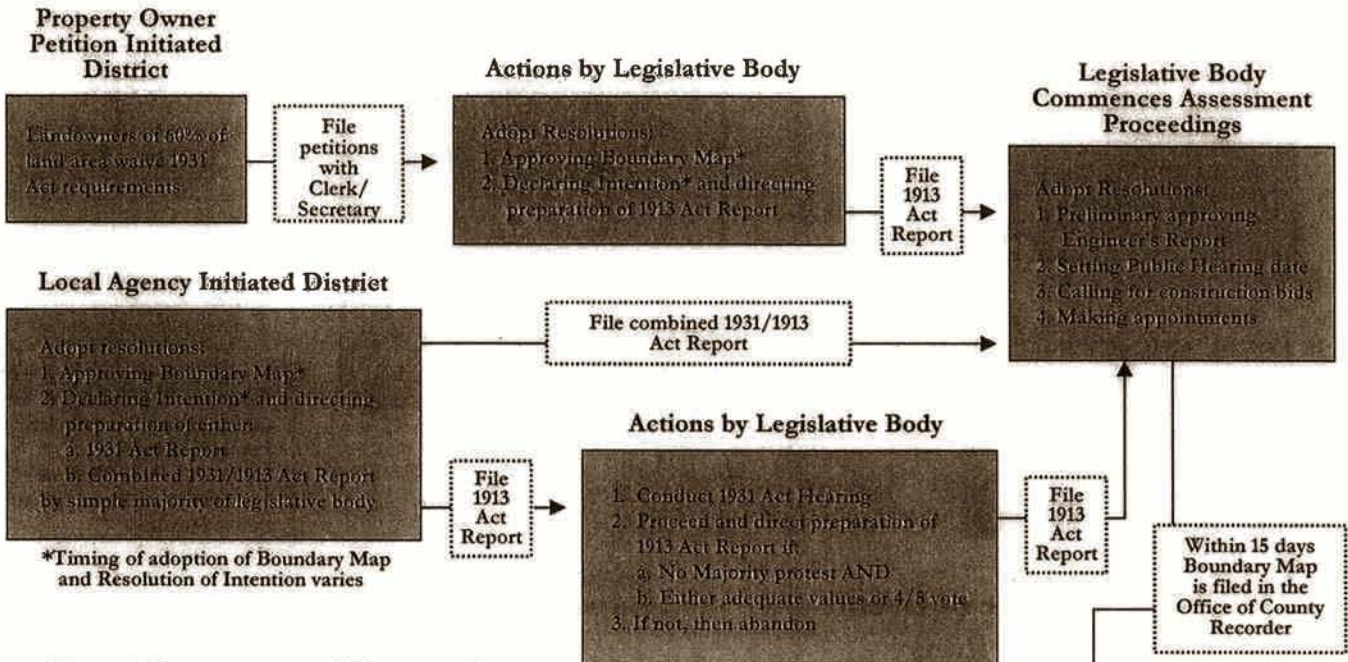 Property Owner
Petition Initiated
District
Landowners of 60% of
land area waive 1931
Act requirements
File
petitions
with
Clerk/
Secretary
Actions by Legislative Body
Adopt Resolutions:
1. Approving Boundary Map*
2. Declaring Intention* and directing
preparation of 1913 Act Report
File
1913
Act
Report
Legislative Body
Commences Assessment
Proceedings
Adopt Resolutions:
1. Preliminary approving
Engineer's Report
2. Setting Public Hearing date
3. Calling for construction bids
4. Making appointments
Local Agency Initiated District
Adopt resolutions:
1. Approving Boundary Map*
2. Declaring Intention* and directing
preparation of either:
a. 1931 Act Report
b. Combined 1931/1913 Act Report
by simple majority of legislative body
*Timing of adoption of Boundary Map
and Resolution of Intention varies
File combined 1931/1913
Act Report
File
1913
Act
Report
Actions by Legislative Body
1. Conduct 1931 Act Hearing
2. Proceed and direct preparation of
1913 Act Report if:
a. No Majority protest AND
b. Either adequate values or 4/5 vote
3. If not, then abandon
File
1913
Act
Report
Within 15 days
Boundary Map
is filed in the
Office of County
Recorder